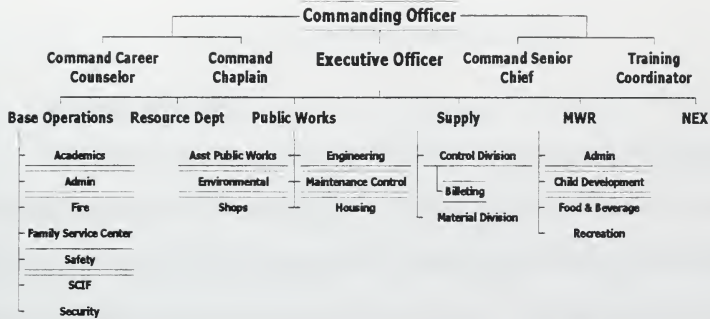 Commanding Officer
Command Career
Counselor
Command
Chaplain
Executive Officer
Command Senior
Chief
Training
Coordinator
Base Operations
Resource Dept
Public Works
Supply
MWR
NEX
Academics
Admin
Fire
Family Service Center
Safety
SCIF
Security
Asst Public Works
Environmental
Shops
Engineering
Maintenance Control
Housing
Control Division
Billeting
Material Division
Admin
Child Development
Food & Beverage
Recreation